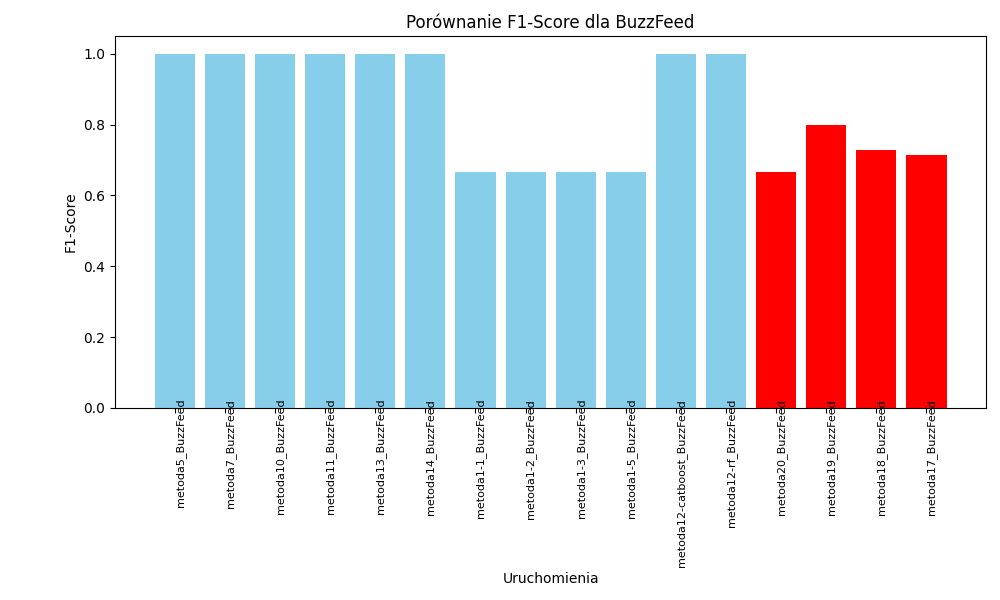 Porównanie F1-Score dla BuzzFeed
F1-Score
1.0
0.8
0.6
0.4
0.2
0.0
metoda5_BuzzFeed
metoda7_BuzzFeed
metoda10_BuzzFeed
metoda11_BuzzFeed
metoda13_BuzzFeed
metoda14_BuzzFeed
metoda1-1_BuzzFeed
metoda1-2_BuzzFeed
metoda1-3_BuzzFeed
metoda1-5_BuzzFeed
metoda12-catboost_BuzzFeed
metoda12-rf_BuzzFeed
metoda20_BuzzFeed
metoda19_BuzzFeed
metoda18_BuzzFeed
metoda17_BuzzFeed
Uruchomienia